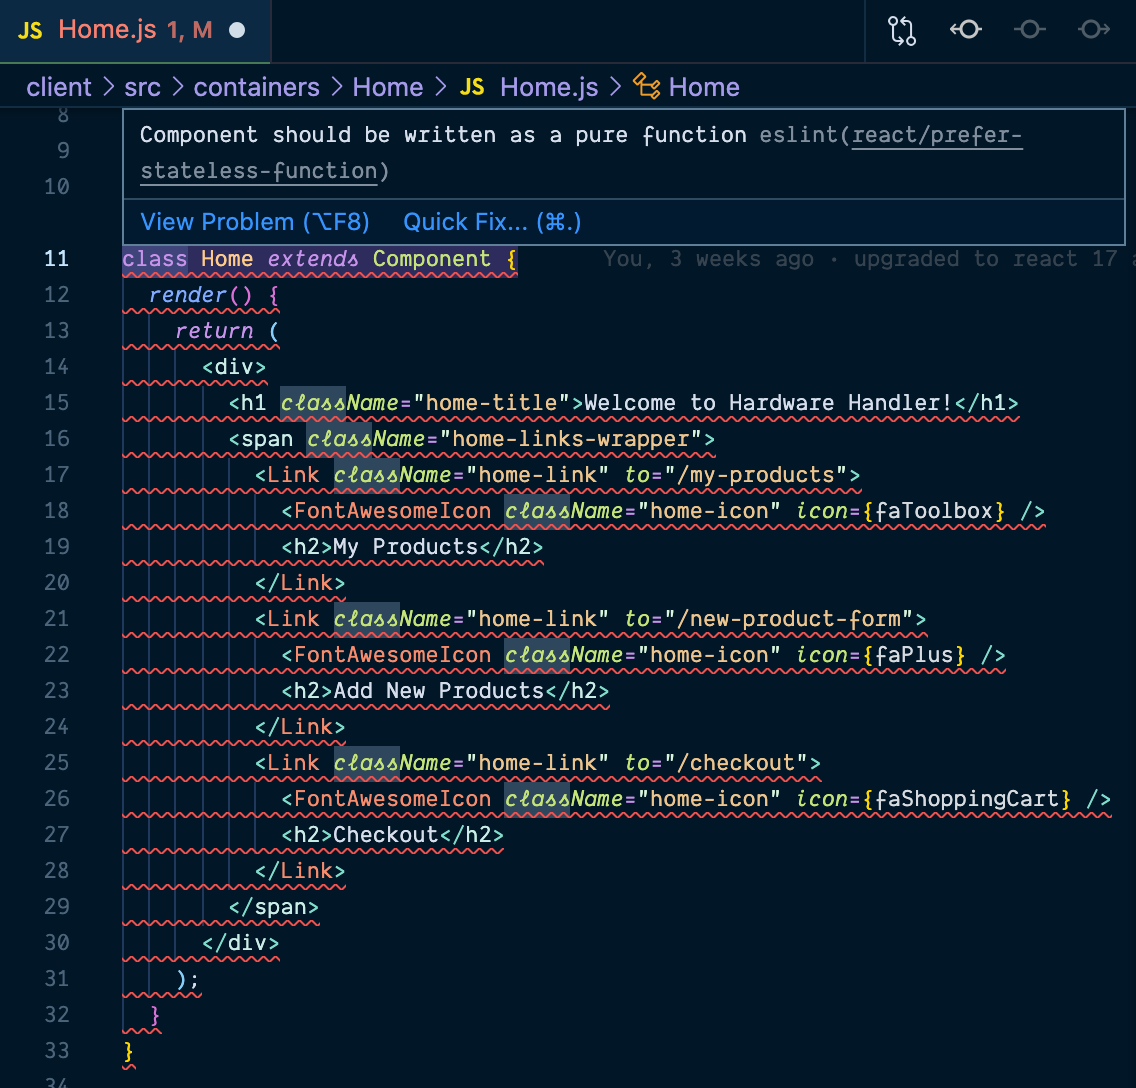 JS Home.js 1, M
client > src > containers > Home > JS Home.js > Home
8
9
10
Component should be written as a pure function eslint(react/prefer-
stateless-function)
View Problem (⌥F8) Quick Fix... (⌘.)
11 class Home extends Component { You, 3 weeks ago • upgraded to react 17
12 render() {
13 return (
14 <div>
15 <h1 className="home-title">Welcome to Hardware Handler!</h1>
16 <span className="home-links-wrapper">
17 <Link className="home-link" to="/my-products">
18 <FontAwesomeIcon className="home-icon" icon={faToolbox} />
19 <h2>My Products</h2>
20 </Link>
21 <Link className="home-link" to="/new-product-form">
22 <FontAwesomeIcon className="home-icon" icon={faPlus} />
23 <h2>Add New Products</h2>
24 </Link>
25 <Link className="home-link" to="/checkout">
26 <FontAwesomeIcon className="home-icon" icon={faShoppingCart} />
27 <h2>Checkout</h2>
28 </Link>
29 </span>
30 </div>
31 );
32 }
33 }
34